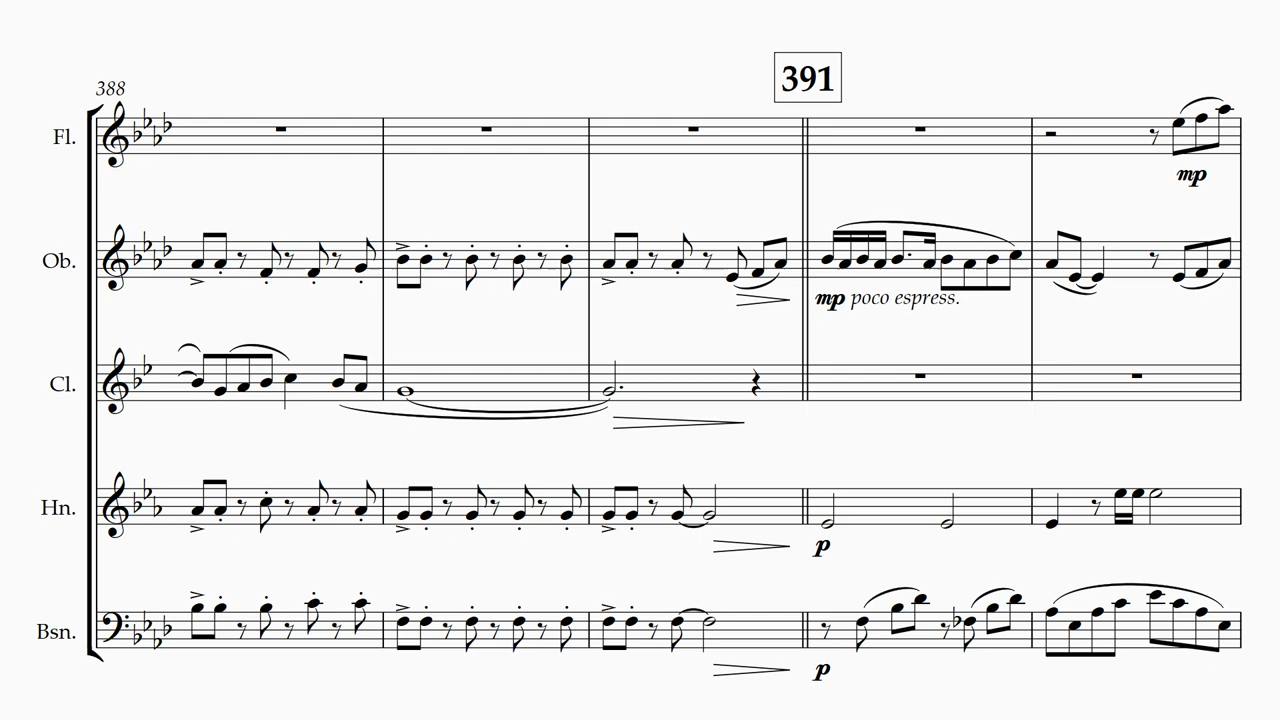 391
388
Fl.
mp
Ob.
mp poco espress.
Cl.
Hn.
p
Bsn.
p